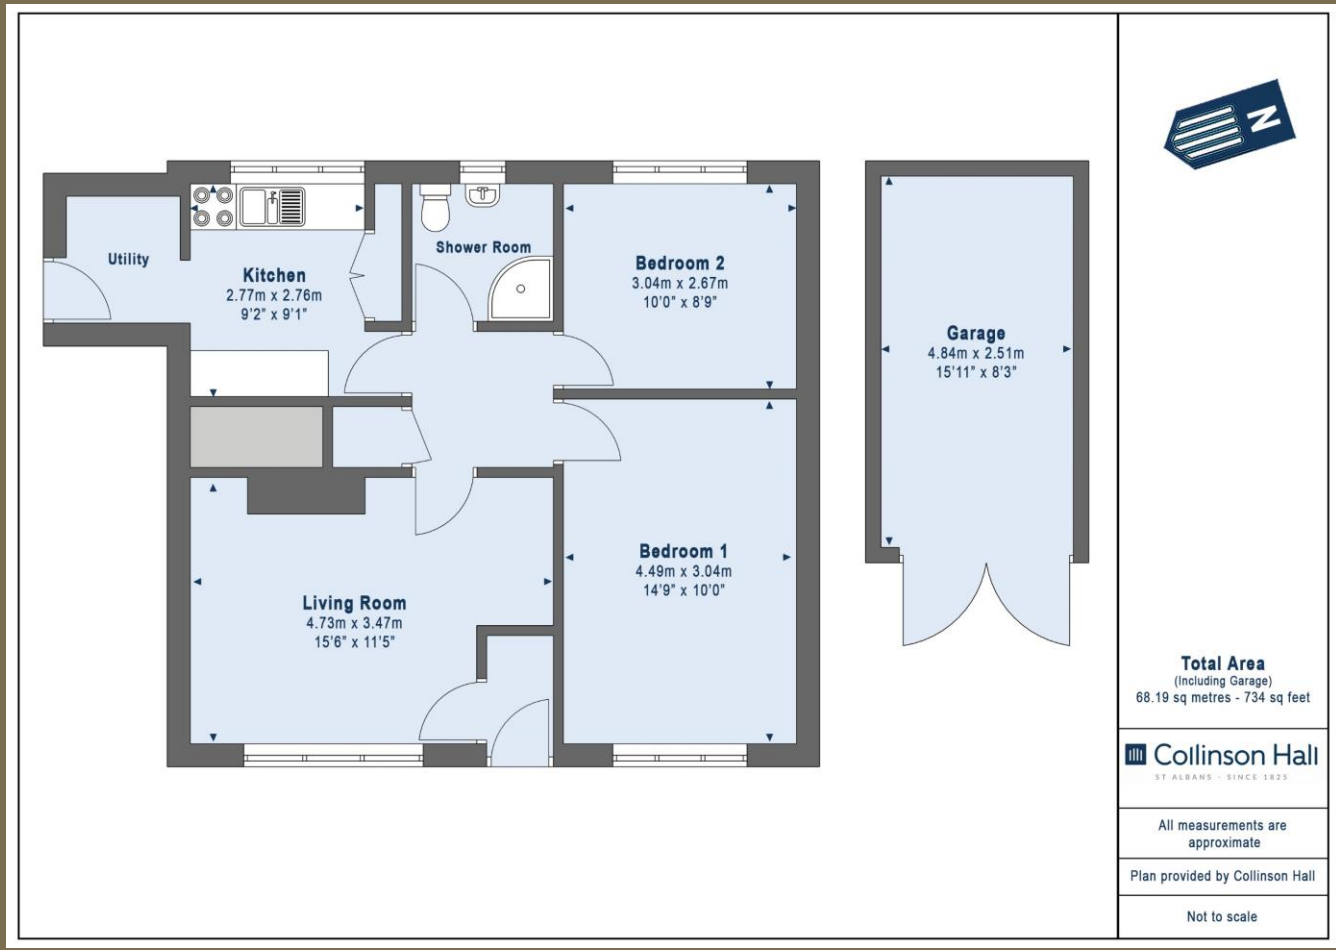 Utility
Kitchen
2.77m x 2.76m
9'2" x 9'1"
Shower Room
Bedroom 2
3.04m x 2.67m
10'0" x 8'9"
Garage
4.84m x 2.51m
15'11" x 8'3"
Living Room
4.73m x 3.47m
15'6" x 11'5"
Bedroom 1
4.49m x 3.04m
14'9" x 10'0"
N
Total Area
(Including Garage)
68.19 sq metres - 734 sq feet
Collinson Hall
ST ALBANS - SINCE 1825
All measurements are
approximate
Plan provided by Collinson Hall
Not to scale